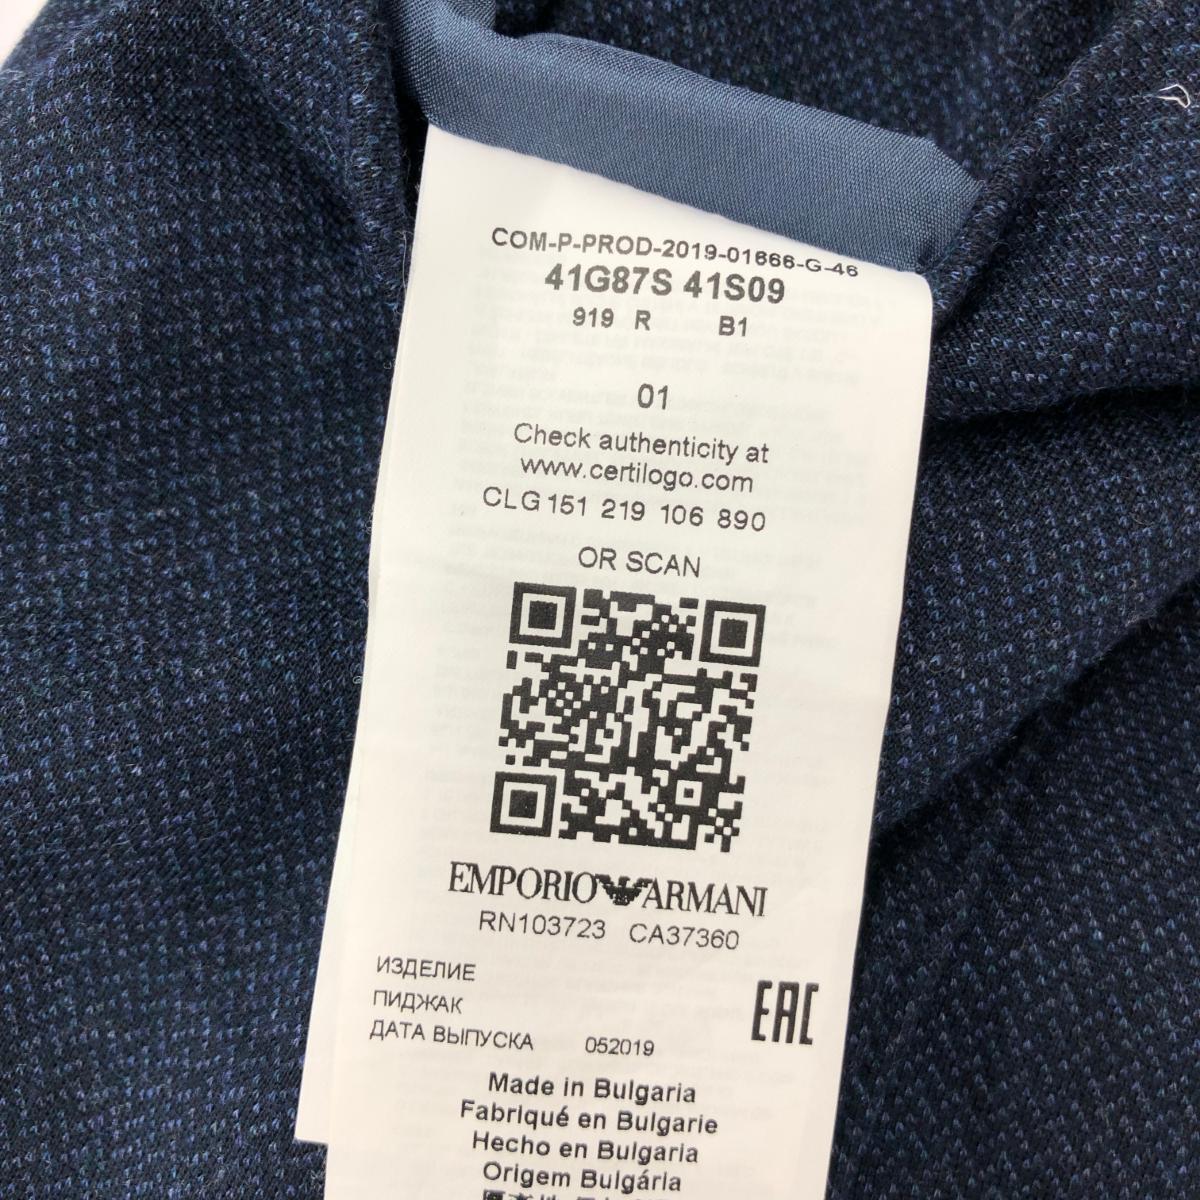 COM-P-PROD-2019-01666-G-46
41G87S 41S09
919 R B1
01
Check authenticity at
www.certilogo.com
CLG 151 219 106 890
OR SCAN
EMPORIO ARMANI
RN103723 CA37360
ИЗДЕЛИЕ
ПИДЖАК
EAC
ДАТА ВЫПУСКА 052019
Made in Bulgaria
Fabriqué en Bulgarie
Hecho en Bulgaria
Origem Bulgária